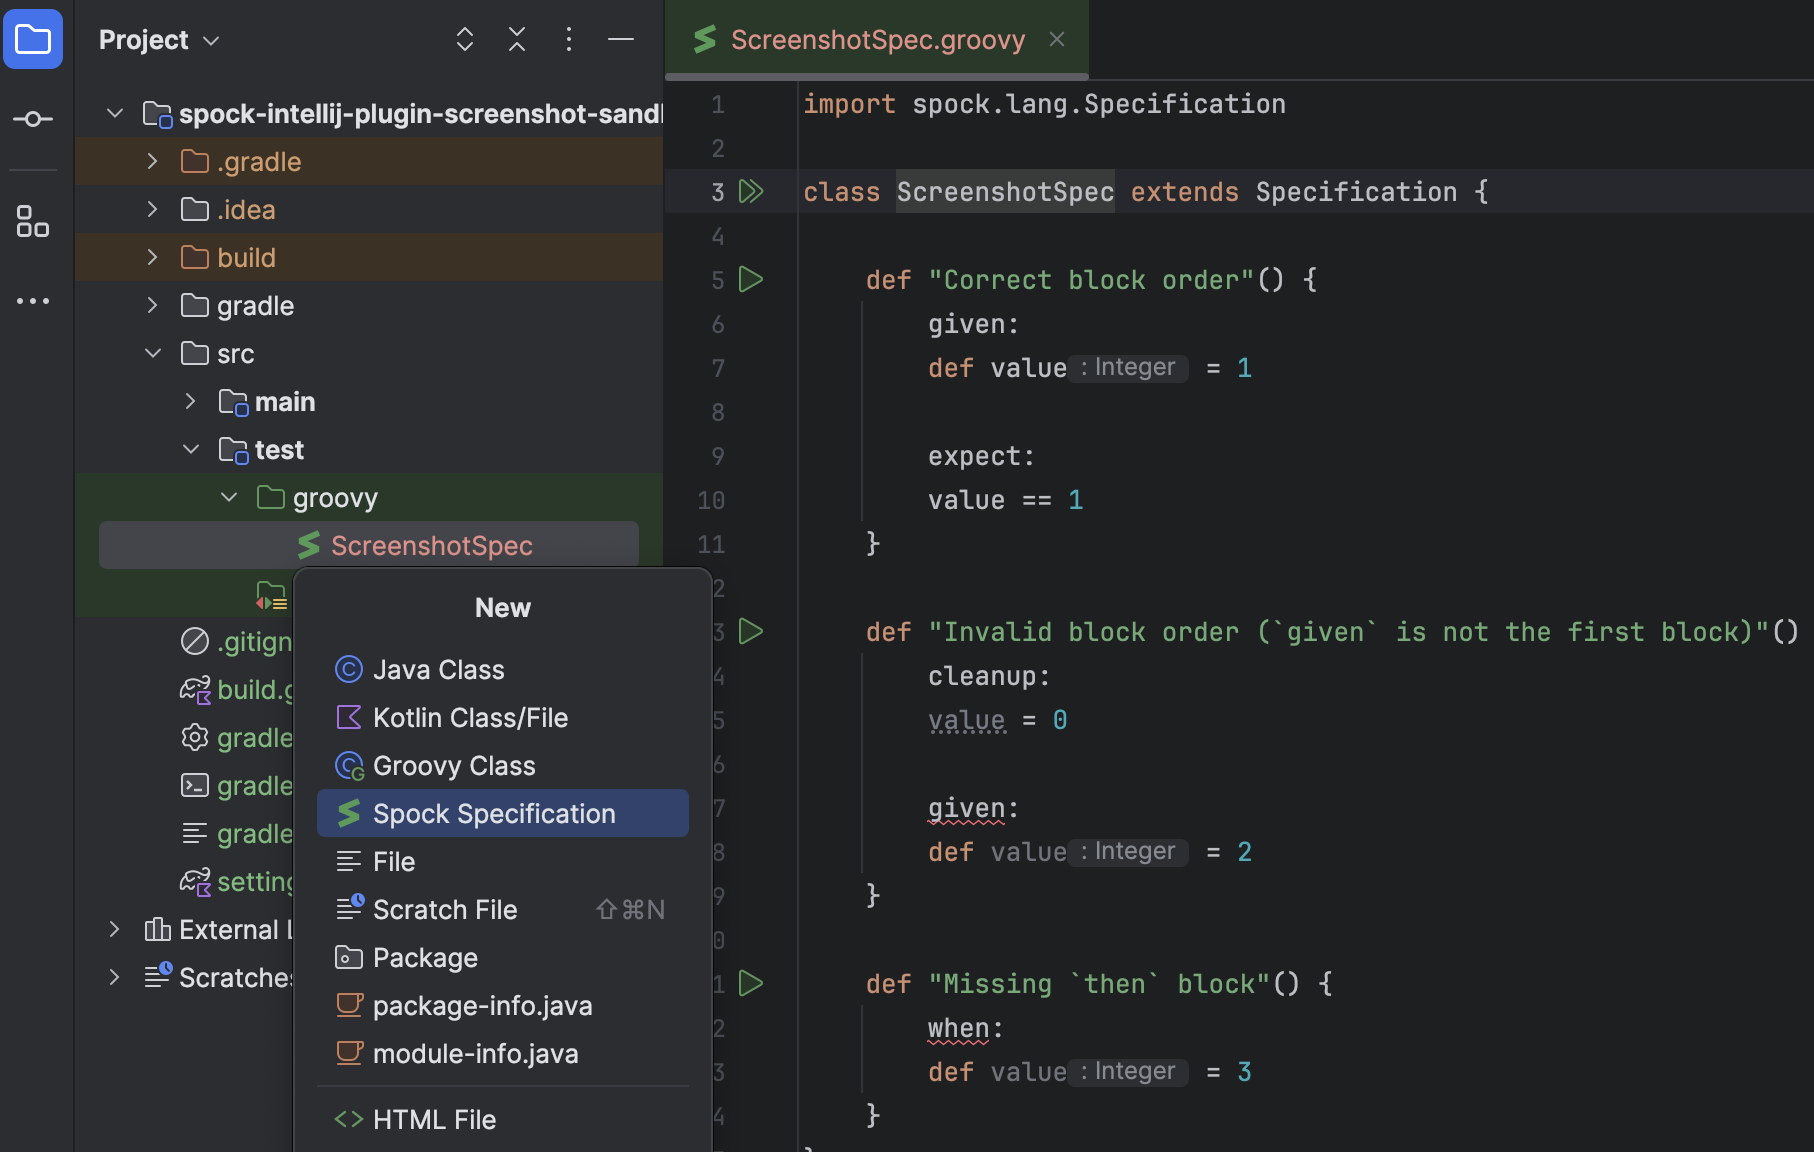 Project
spock-intellij-plugin-screenshot-sandl
.gradle
.idea
build
gradle
src
main
test
groovy
ScreenshotSpec
.gitign
build.g
gradle
gradle
gradle
setting
External L
Scratches
New
Java Class
Kotlin Class/File
Groovy Class
Spock Specification
File
Scratch File ⇧⌘N
Package
package-info.java
module-info.java
HTML File
ScreenshotSpec.groovy
1 import spock.lang.Specification
2
3 class ScreenshotSpec extends Specification {
4
5 def "Correct block order"() {
6 given:
7 def value : Integer = 1
8
9 expect:
10 value == 1
11 }
2
3 def "Invalid block order (`given` is not the first block)"()
4 cleanup:
5 value = 0
6
7 given:
8 def value : Integer = 2
9 }
0
1 def "Missing `then` block"() {
2 when:
3 def value : Integer = 3
4 }